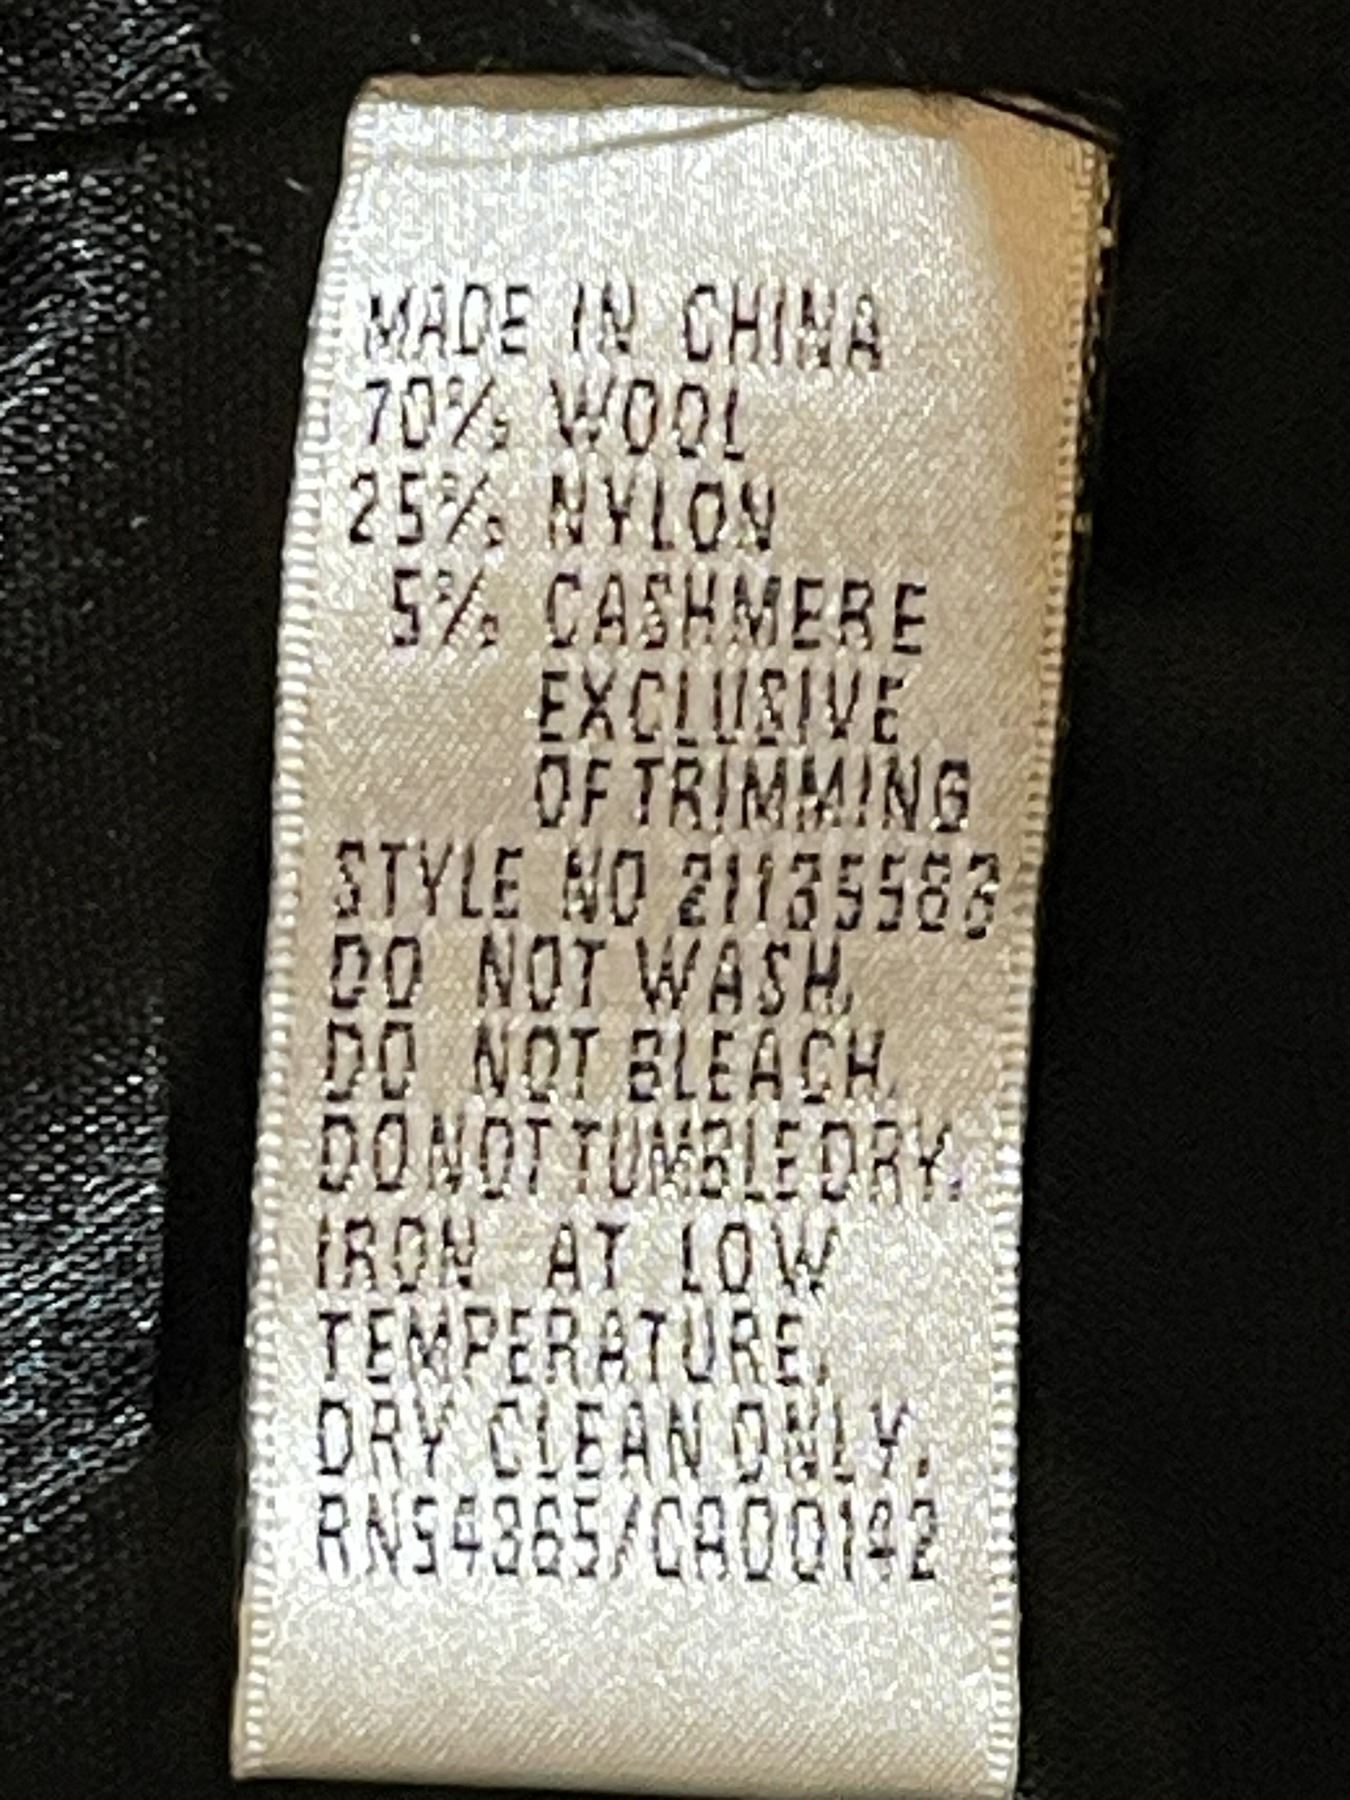 MADE IN CHINA
70% WOOL
25% NYLON
5% CASHMERE
EXCLUSIVE
OF TRIMMING
STYLE NO 21135583
DO NOT WASH.
DO NOT BLEACH.
DO NOT TUMBLE DRY.
IRON AT LOW
TEMPERATURE.
DRY CLEAN ONLY.
RN54365/CA00142